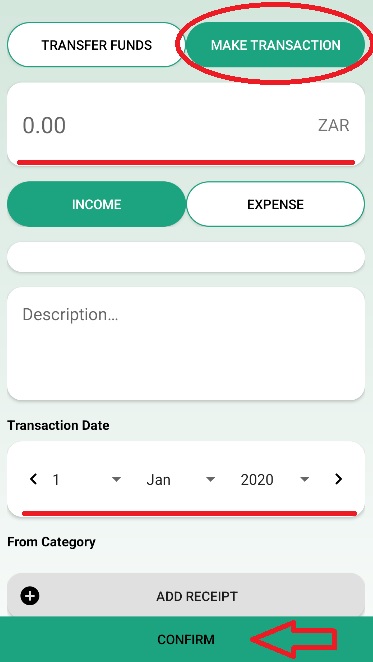 TRANSFER FUNDS MAKE TRANSACTION
0.00 ZAR
INCOME EXPENSE
Description...
Transaction Date
1 Jan 2020
From Category
ADD RECEIPT
CONFIRM